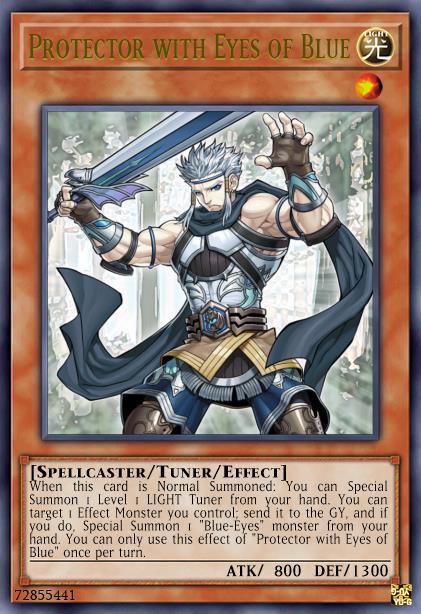 PROTECTOR WITH EYES OF BLUE
LIGHT
光
[SPELLCASTER/TUNER/EFFECT]
When this card is Normal Summoned: You can Special
Summon 1 Level 1 LIGHT Tuner from your hand. You can
target 1 Effect Monster you control; send it to the GY, and if
you do, Special Summon 1 "Blue-Eyes" monster from your
hand. You can only use this effect of "Protector with Eyes of
Blue" once per turn.
ATK/ 800 DEF/1300
72855441